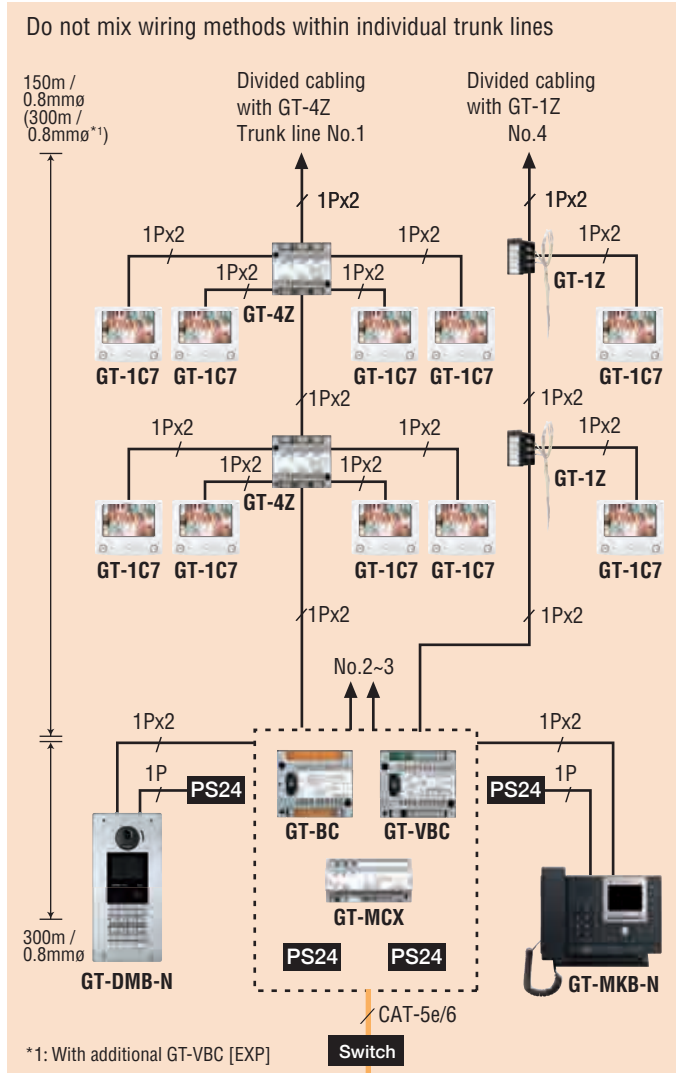 Do not mix wiring methods within individual trunk lines
150m /
0.8mmø
(300m /
0.8mmø*1)
Divided cabling
with GT-4Z
Trunk line No.1
Divided cabling
with GT-1Z
No.4
1Px2
1Px2
1Px2
1Px2
1Px2
1Px2
1Px2
GT-4Z
GT-1Z
GT-1C7
GT-1C7
GT-1C7
GT-1C7
GT-1C7
1Px2
1Px2
1Px2
1Px2
1Px2
1Px2
1Px2
GT-4Z
GT-1Z
GT-1C7
GT-1C7
GT-1C7
GT-1C7
GT-1C7
1Px2
1Px2
No.2~3
1Px2
1Px2
1P
PS24
PS24
1P
GT-BC
GT-VBC
GT-MCX
PS24
PS24
300m /
0.8mmø
GT-DMB-N
GT-MKB-N
CAT-5e/6
*1: With additional GT-VBC [EXP]
Switch